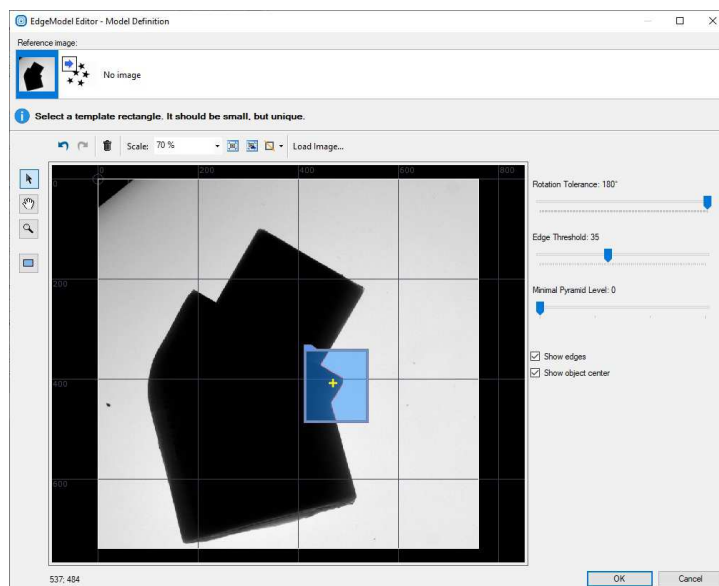 EdgeModel Editor - Model Definition
Reference image:
No image
Select a template rectangle. It should be small, but unique.
Scale: 70 % Load Image...
0 200 400 600 800
0
200
400
600
Rotation Tolerance: 180°
Edge Threshold: 35
Minimal Pyramid Level: 0
Show edges
Show object center
537; 484
OK Cancel